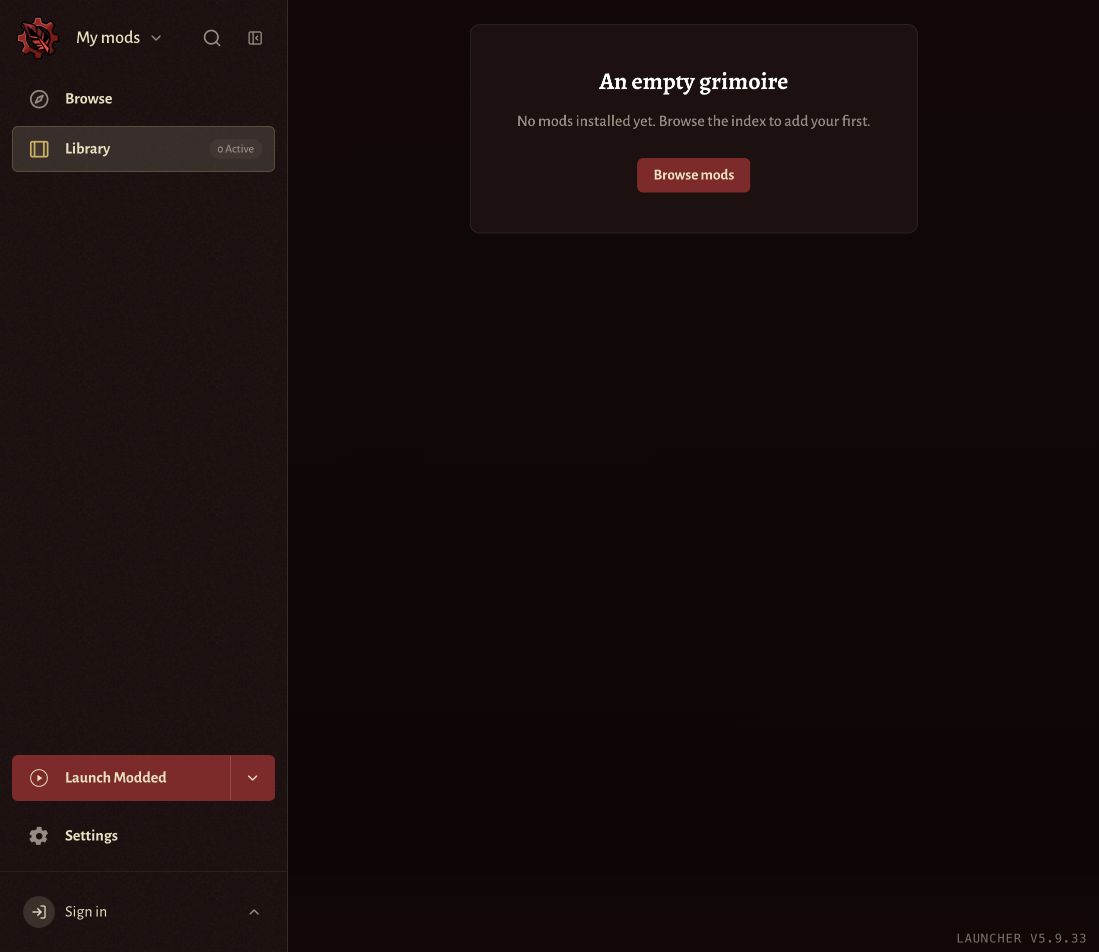 My mods
Browse
Library
0 Active
An empty grimoire
No mods installed yet. Browse the index to add your first.
Browse mods
Launch Modded
Settings
Sign in
LAUNCHER V5.9.33